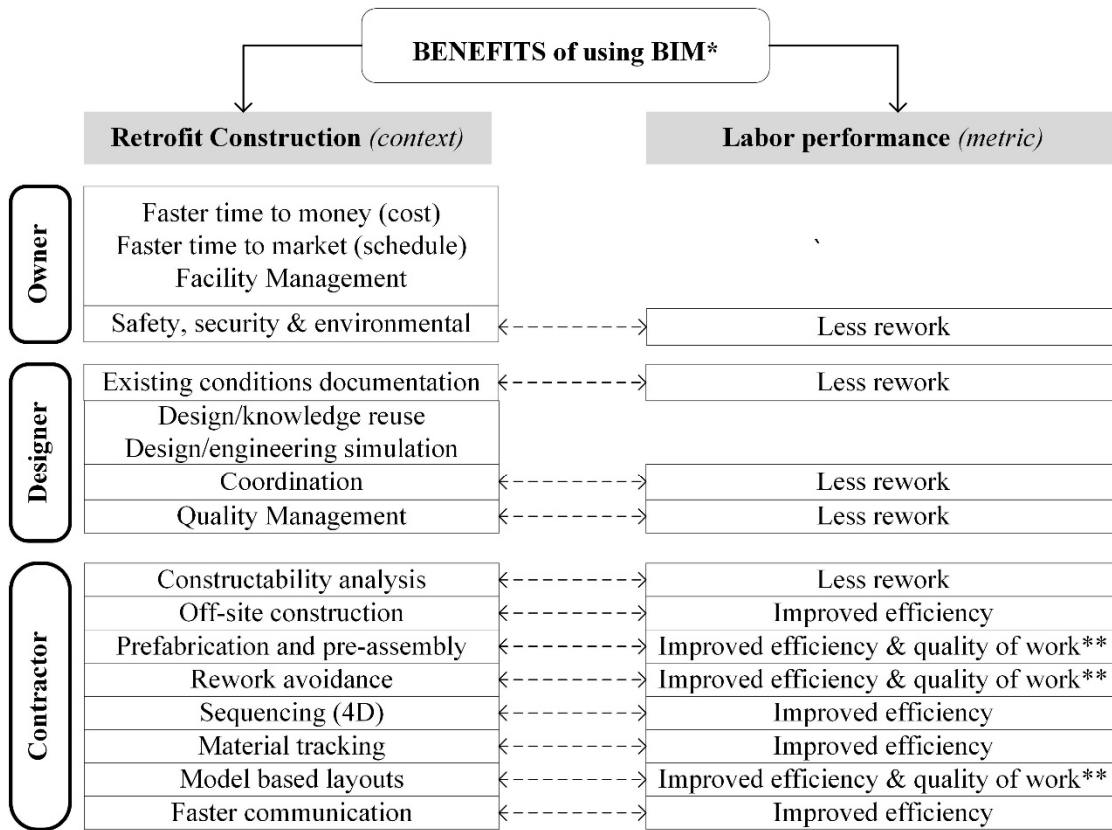 BENEFITS of using BIM*
Retrofit Construction (context)
Labor performance (metric)
Owner
Faster time to money (cost)
Faster time to market (schedule)
Facility Management
`
Safety, security & environmental
Less rework
Designer
Existing conditions documentation
Less rework
Design/knowledge reuse
Design/engineering simulation
Coordination
Less rework
Quality Management
Less rework
Contractor
Constructability analysis
Less rework
Off-site construction
Improved efficiency
Prefabrication and pre-assembly
Improved efficiency & quality of work**
Rework avoidance
Improved efficiency & quality of work**
Sequencing (4D)
Improved efficiency
Material tracking
Improved efficiency
Model based layouts
Improved efficiency & quality of work**
Faster communication
Improved efficiency